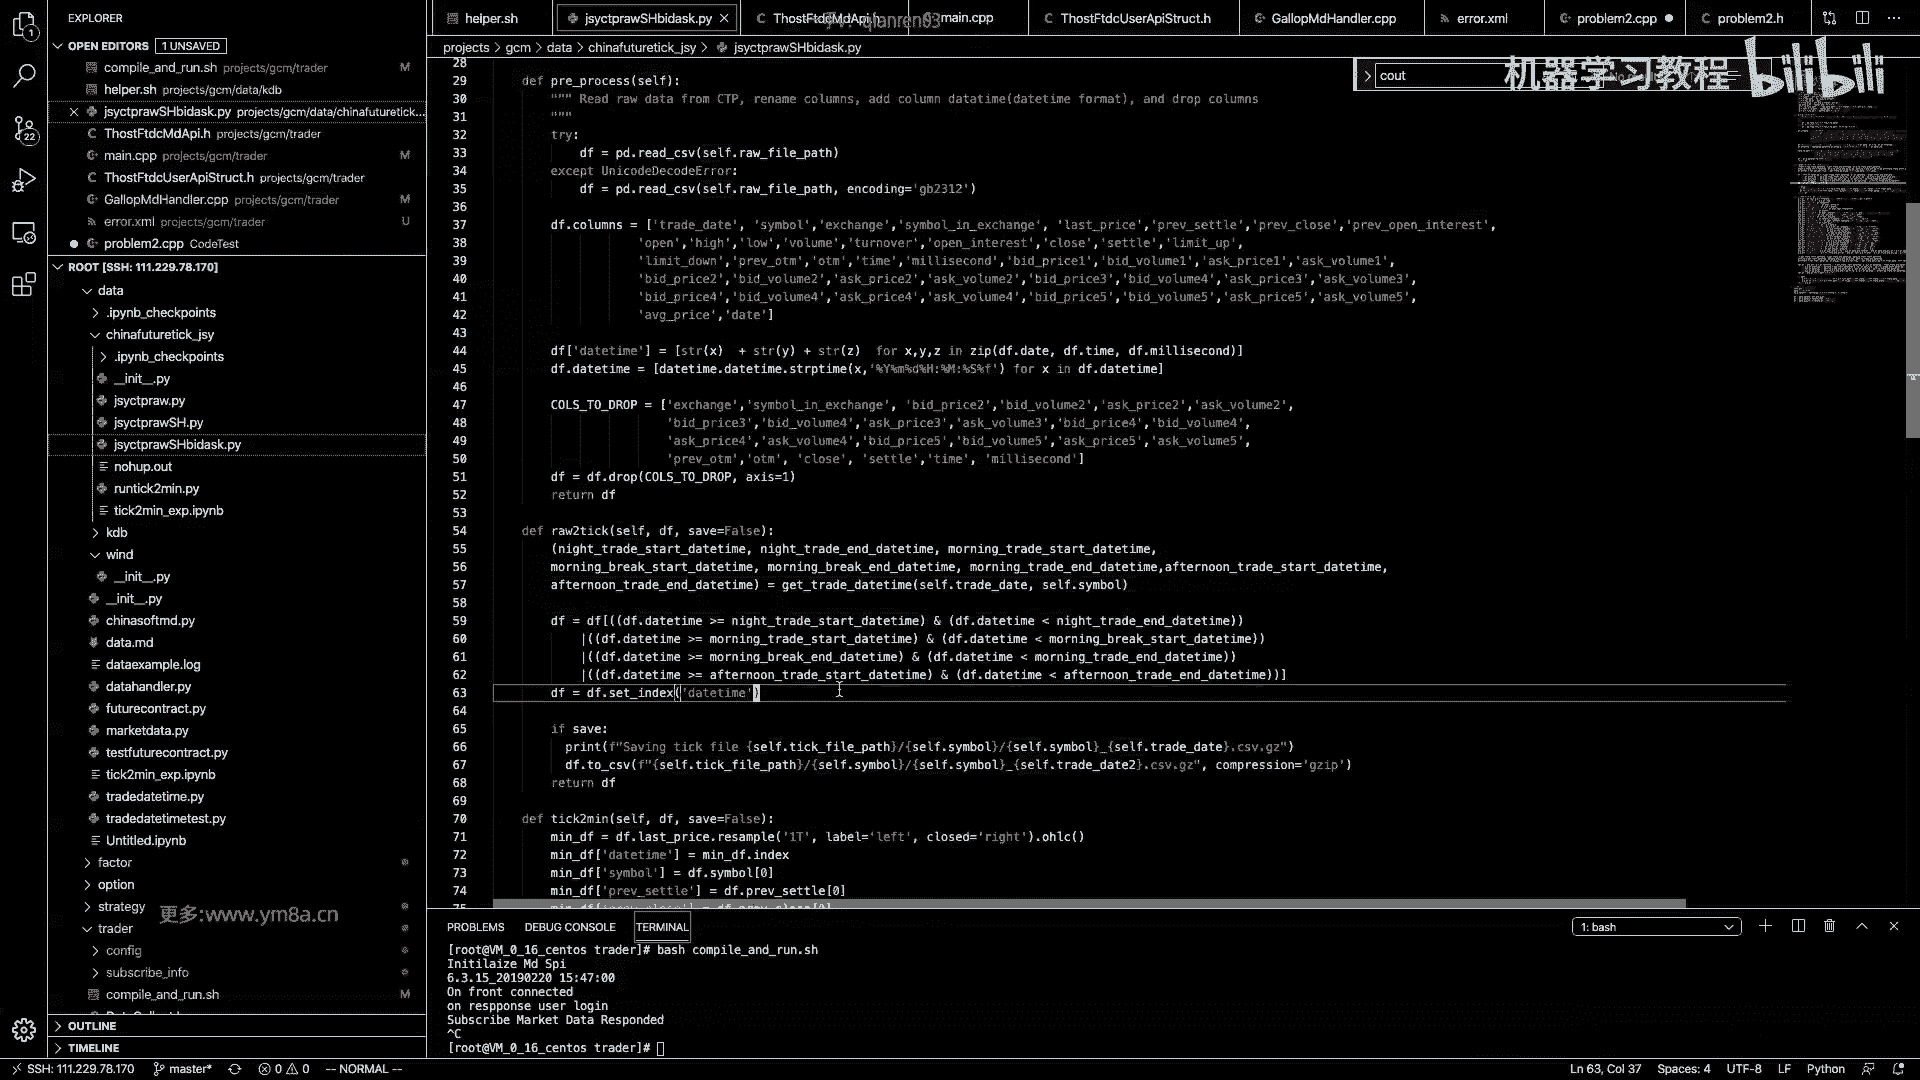 EXPLORER
helper.sh
jsyctprawSHbidask.py
ThostFtdcMdApi.h
main.cpp
ThostFtdcUserApiStruct.h
GallopMdHandler.cpp
error.xml
problem2.cpp
problem2.h
OPEN EDITORS 1 UNSAVED
compile_and_run.sh projects/gcm/trader M
helper.sh projects/gcm/data/kdb
jsyctprawSHbidask.py projects/gcm/data/chinafuturetick...
ThostFtdcMdApi.h projects/gcm/trader
main.cpp projects/gcm/trader M
ThostFtdcUserApiStruct.h projects/gcm/trader
GallopMdHandler.cpp projects/gcm/trader M
error.xml projects/gcm/trader U
problem2.cpp CodeTest
ROOT [SSH: 111.229.78.170]
data
.ipynb_checkpoints
chinafuturetick_jsy
.ipynb_checkpoints
__init__.py
jsyctpraw.py
jsyctprawSH.py
jsyctprawSHbidask.py
nohup.out
runtick2min.py
tick2min_exp.ipynb
kdb
wind
__init__.py
__init__.py
chinasoftmd.py
data.md
dataexample.log
datahandler.py
futurecontract.py
marketdata.py
testfuturecontract.py
tick2min_exp.ipynb
tradedatetime.py
tradedatetimetest.py
Untitled.ipynb
factor
option
strategy
更多:www.ym8a.cn
trader
config
subscribe_info
compile_and_run.sh M
OUTLINE
TIMELINE
projects > gcm > data > chinafuturetick_jsy > jsyctprawSHbidask.py
cout
机器学习教程 bilibili
28
29 def pre_process(self):
30 """ Read raw data from CTP, rename columns, add column datatime(datetime format), and drop columns
31 """
32 try:
33 df = pd.read_csv(self.raw_file_path)
34 except UnicodeDecodeError:
35 df = pd.read_csv(self.raw_file_path, encoding='gb2312')
36
37 df.columns = ['trade_date', 'symbol','exchange','symbol_in_exchange', 'last_price','prev_settle','prev_close','prev_open_interest',
38 'open','high','low','volume','turnover','open_interest','close','settle','limit_up',
39 'limit_down','prev_otm','otm','time','millisecond','bid_price1','bid_volume1','ask_price1','ask_volume1',
40 'bid_price2','bid_volume2','ask_price2','ask_volume2','bid_price3','bid_volume4','ask_price3','ask_volume3',
41 'bid_price4','bid_volume4','ask_price4','ask_volume4','bid_price5','bid_volume5','ask_price5','ask_volume5',
42 'avg_price','date']
43
44 df['datetime'] = [str(x) + str(y) + str(z) for x,y,z in zip(df.date, df.time, df.millisecond)]
45 df.datetime = [datetime.datetime.strptime(x,'%Y%m%d%H:%M:%S%f') for x in df.datetime]
46
47 COLS_TO_DROP = ['exchange','symbol_in_exchange', 'bid_price2','bid_volume2','ask_price2','ask_volume2',
48 'bid_price3','bid_volume4','ask_price3','ask_volume3','bid_price4','bid_volume4',
49 'ask_price4','ask_volume4','bid_price5','bid_volume5','ask_price5','ask_volume5',
50 'prev_otm','otm', 'close', 'settle','time', 'millisecond']
51 df = df.drop(COLS_TO_DROP, axis=1)
52 return df
53
54 def raw2tick(self, df, save=False):
55 (night_trade_start_datetime, night_trade_end_datetime, morning_trade_start_datetime,
56 morning_break_start_datetime, morning_break_end_datetime, morning_trade_end_datetime,afternoon_trade_start_datetime,
57 afternoon_trade_end_datetime) = get_trade_datetime(self.trade_date, self.symbol)
58
59 df = df[((df.datetime >= night_trade_start_datetime) & (df.datetime < night_trade_end_datetime))
60 |((df.datetime >= morning_trade_start_datetime) & (df.datetime < morning_break_start_datetime))
61 |((df.datetime >= morning_break_end_datetime) & (df.datetime < morning_trade_end_datetime))
62 |((df.datetime >= afternoon_trade_start_datetime) & (df.datetime < afternoon_trade_end_datetime))]
63 df = df.set_index('datetime')
64
65 if save:
66 print(f"Saving tick file {self.tick_file_path}/{self.symbol}/{self.symbol}_{self.trade_date}.csv.gz")
67 df.to_csv(f"{self.tick_file_path}/{self.symbol}/{self.symbol}_{self.trade_date2}.csv.gz", compression='gzip')
68 return df
69
70 def tick2min(self, df, save=False):
71 min_df = df.last_price.resample('1T', label='left', closed='right').ohlc()
72 min_df['datetime'] = min_df.index
73 min_df['symbol'] = df.symbol[0]
74 min_df['prev_settle'] = df.prev_settle[0]
PROBLEMS DEBUG CONSOLE TERMINAL 1: bash
[root@VM_0_16_centos trader]# bash compile_and_run.sh
Initilaize Md Spi
6.3.15_20190220 15:47:00
On front connected
on respponse user login
Subscribe Market Data Responded
^C
[root@VM_0_16_centos trader]#
SSH: 111.229.78.170 master* 0 0 -- NORMAL -- Ln 63, Col 37 Spaces: 4 UTF-8 LF Python